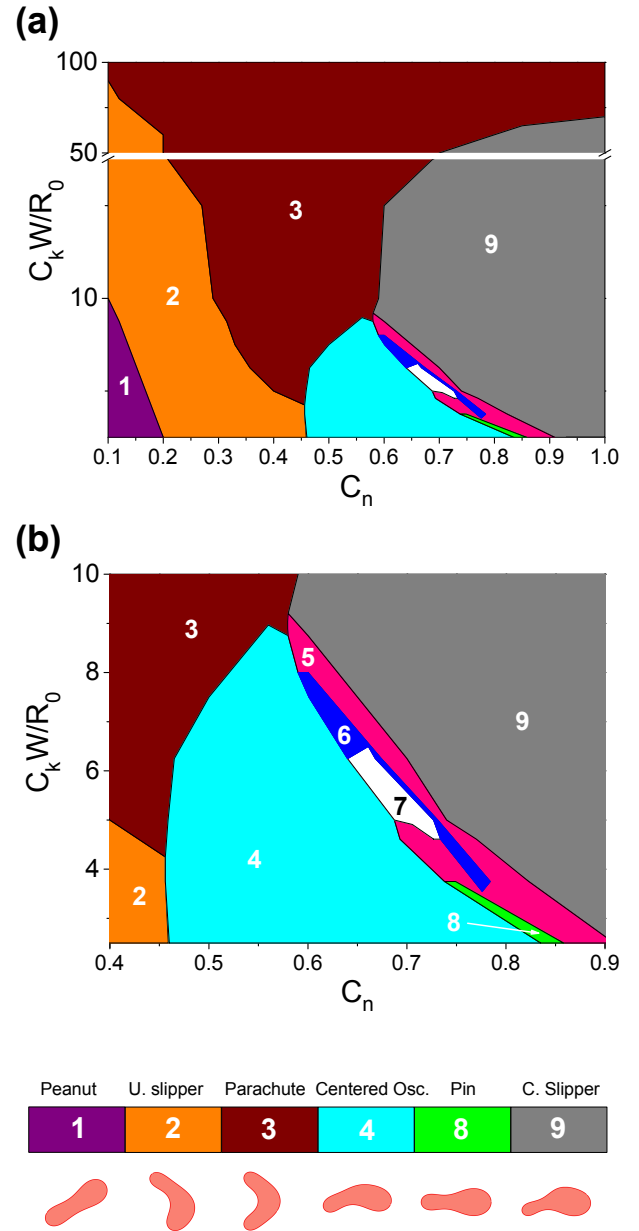 (a)
100
50
10
C_k W/R_0
1
2
3
9
0.1 0.2 0.3 0.4 0.5 0.6 0.7 0.8 0.9 1.0
C_n
(b)
10
8
6
4
C_k W/R_0
3
5
6
9
7
4
2
8
0.4 0.5 0.6 0.7 0.8 0.9
C_n
Peanut U. slipper Parachute Centered Osc. Pin C. Slipper
1 2 3 4 8 9